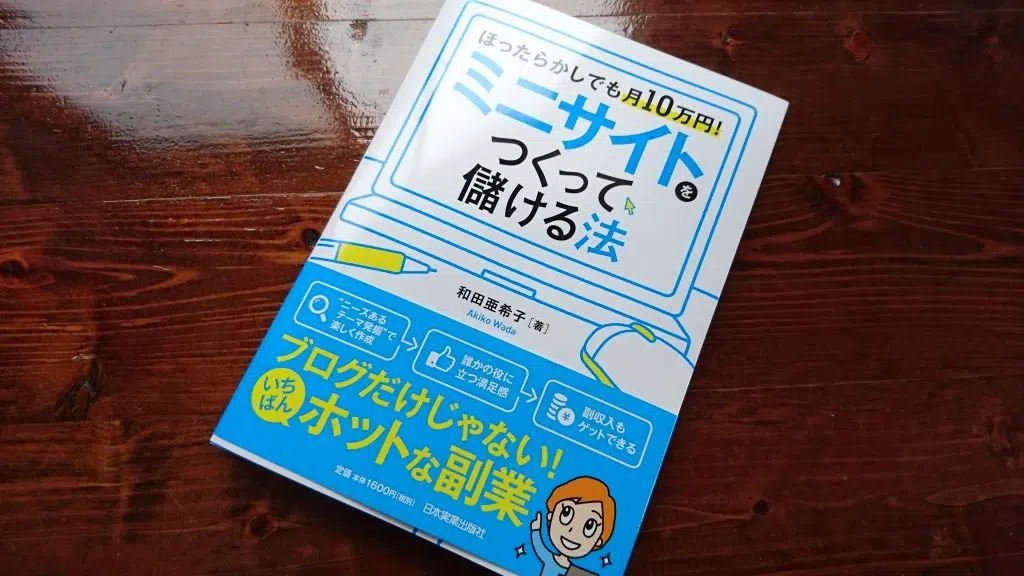 ほったらかしでも月10万円!
ミニサイトを
つくって
儲ける法
和田亜希子[著]
Akiko Wada
“ニーズある
テーマ発掘”で
楽しく作成
誰かの役に
立つ満足感
副収入も
ゲットできる
ブログだけじゃない!
いち
ばん
ホットな副業
定価 本体1600円(税別)
日本実業出版社